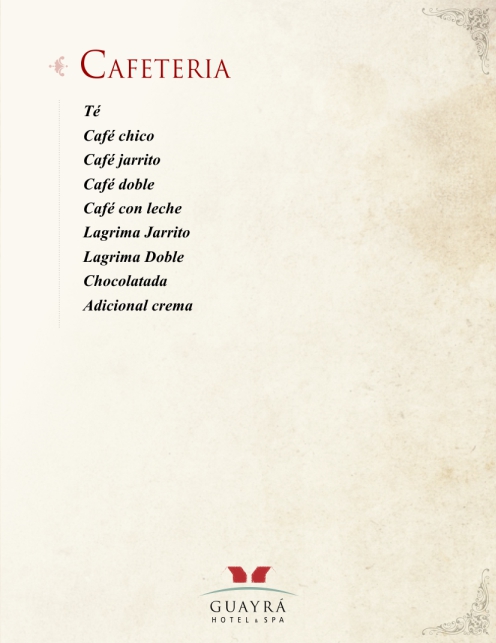 CAFETERIA
Té
Café chico
Café jarrito
Café doble
Café con leche
Lagrima Jarrito
Lagrima Doble
Chocolatada
Adicional crema
GUAYRÁ
HOTEL & SPA